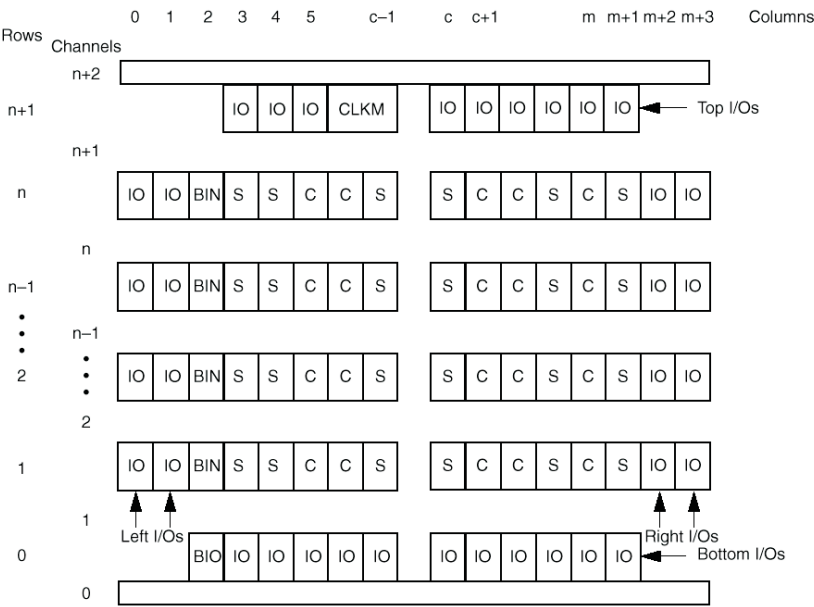 0 1 2 3 4 5 c–1 c c+1 m m+1 m+2 m+3 Columns
Rows
Channels
n+2
n+1 IO IO IO CLKM IO IO IO IO IO IO Top I/Os
n+1
n IO IO BIN S S C C S S C C S C S IO IO
n
n–1 IO IO BIN S S C C S S C C S C S IO IO
n–1
2 IO IO BIN S S C C S S C C S C S IO IO
2
1 IO IO BIN S S C C S S C C S C S IO IO
1
Left I/Os Right I/Os
0 BIO IO IO IO IO IO IO IO IO IO IO IO Bottom I/Os
0